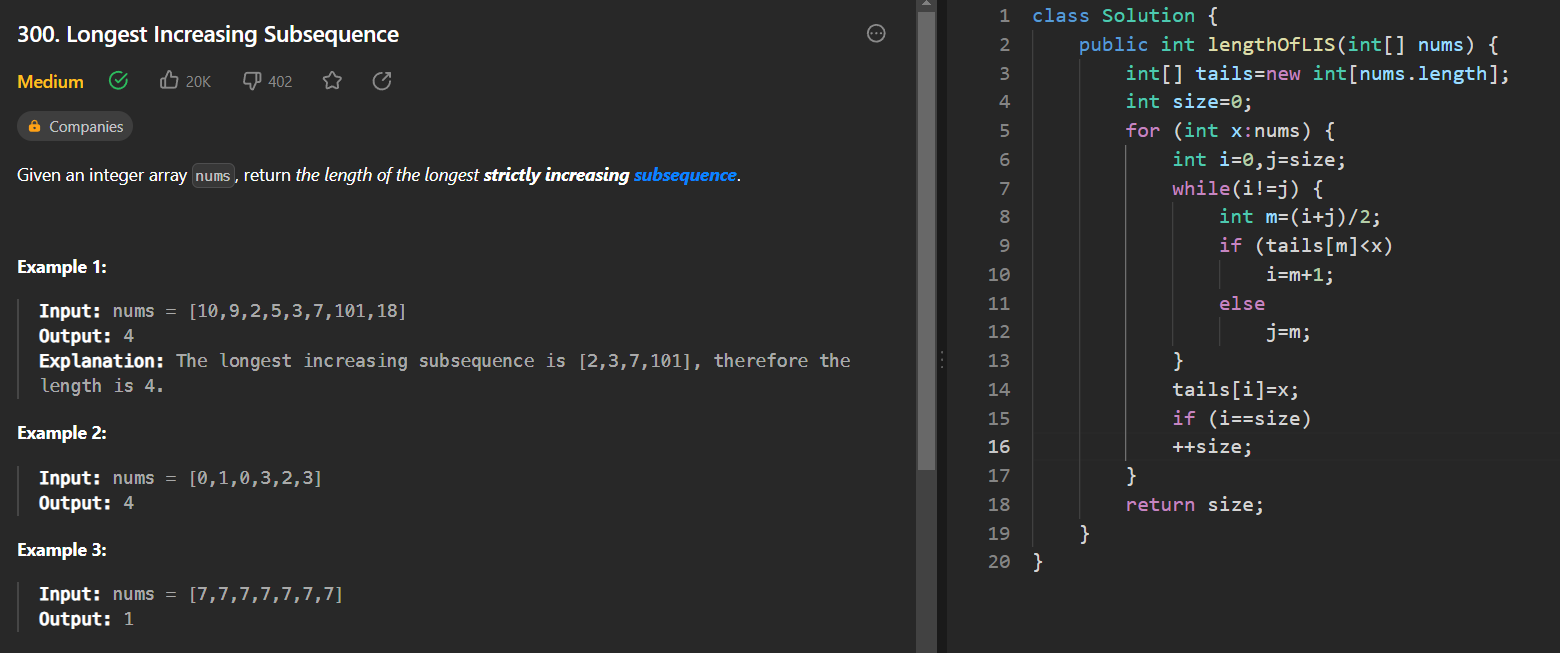 300. Longest Increasing Subsequence
Medium 20K 402
Companies
Given an integer array nums, return the length of the longest strictly increasing subsequence.
Example 1:
Input: nums = [10,9,2,5,3,7,101,18]
Output: 4
Explanation: The longest increasing subsequence is [2,3,7,101], therefore the
length is 4.
Example 2:
Input: nums = [0,1,0,3,2,3]
Output: 4
Example 3:
Input: nums = [7,7,7,7,7,7,7]
Output: 1
1 class Solution {
2 public int lengthOfLIS(int[] nums) {
3 int[] tails=new int[nums.length];
4 int size=0;
5 for (int x:nums) {
6 int i=0,j=size;
7 while(i!=j) {
8 int m=(i+j)/2;
9 if (tails[m]<x)
10 i=m+1;
11 else
12 j=m;
13 }
14 tails[i]=x;
15 if (i==size)
16 ++size;
17 }
18 return size;
19 }
20 }